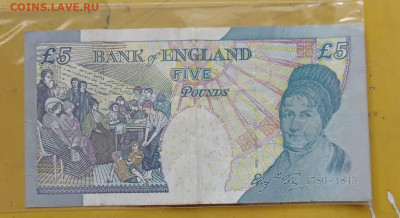 COINS.LAVE.RU
£5
BANK of ENGLAND
£5
FIVE
POUNDS
1780-1845